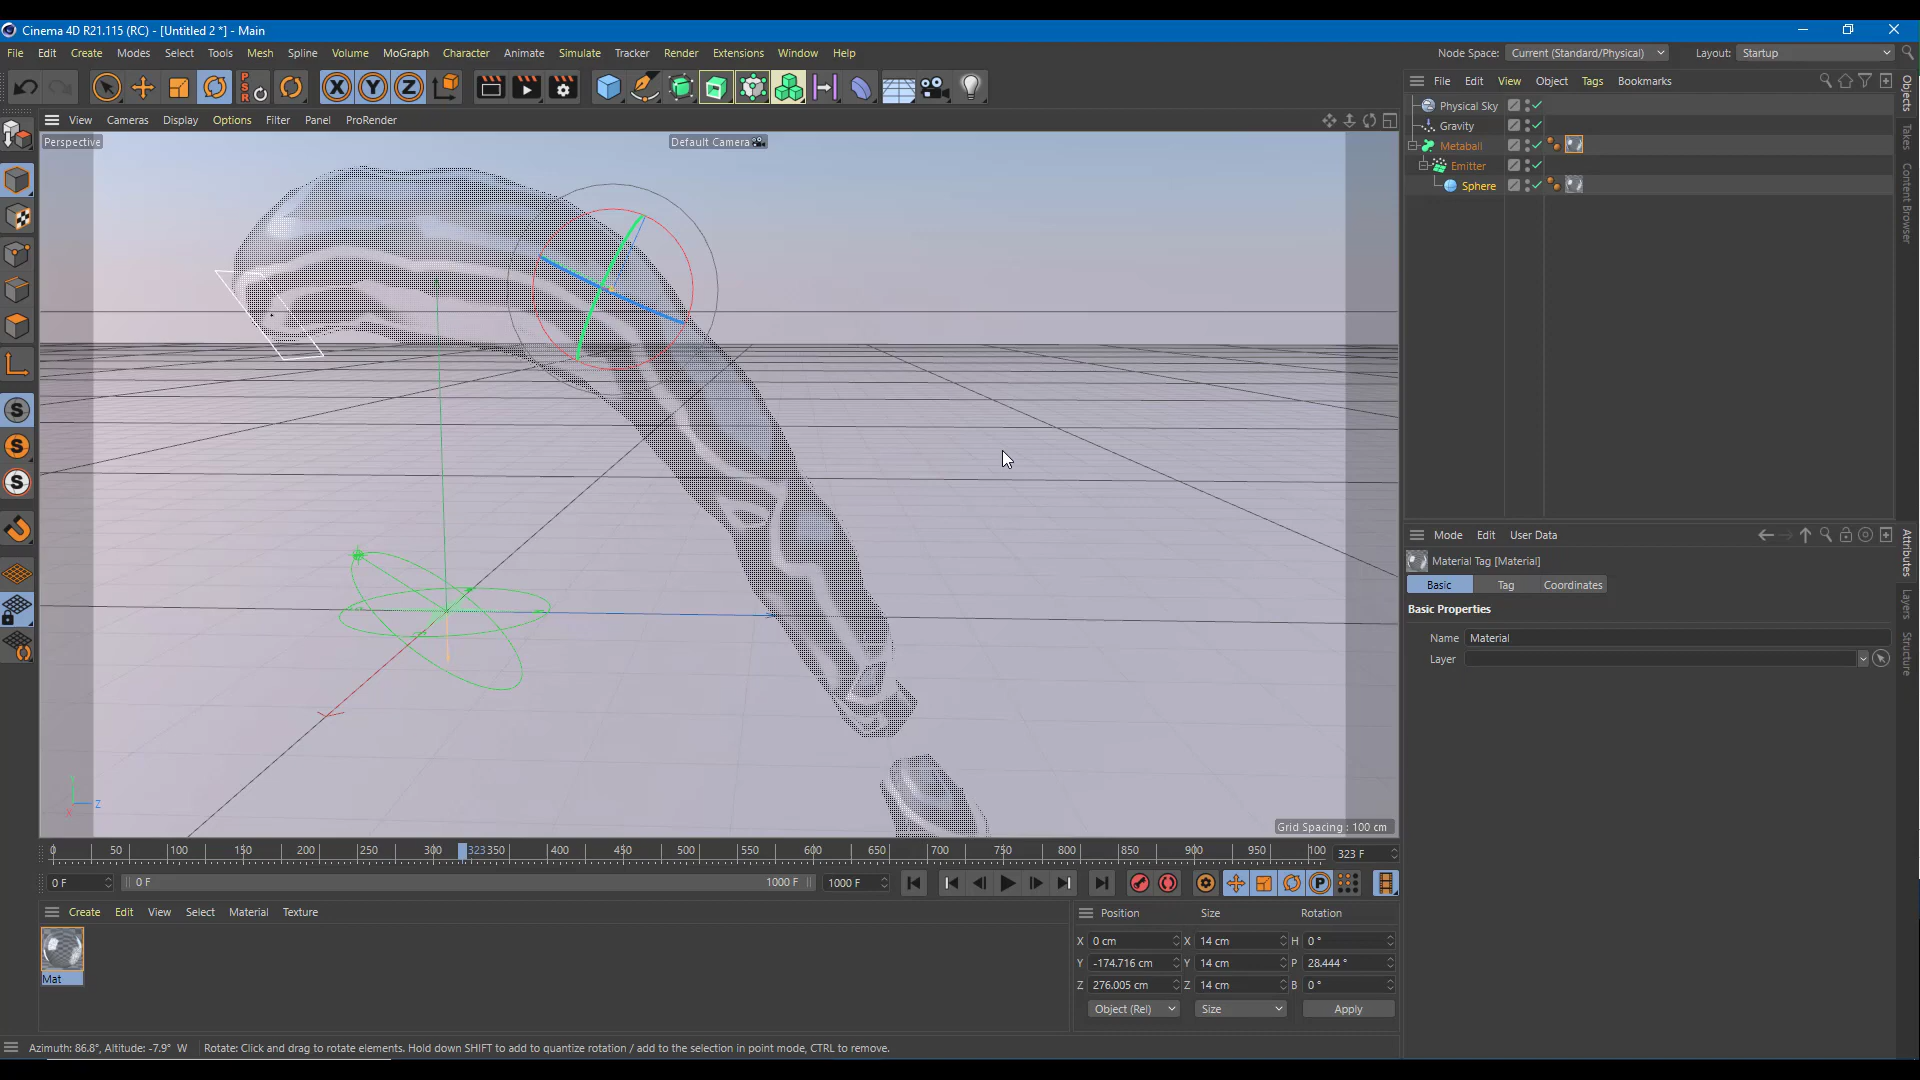 Cinema 4D R21.115 (RC) - [Untitled 2 *] - Main
File Edit Create Modes Select Tools Mesh Spline Volume MoGraph Character Animate Simulate Tracker Render Extensions Window Help
Node Space: Current (Standard/Physical) Layout: Startup
PSR X Y Z
File Edit View Object Tags Bookmarks
View Cameras Display Options Filter Panel ProRender
Perspective
Default Camera
Physical Sky
Gravity
Metaball
Emitter
Sphere
Objects
Takes
Content Browser
S
S
S
Mode Edit User Data
Material Tag [Material]
Basic Tag Coordinates
Basic Properties
Name Material
Layer
Attributes
Layers
Structure
Y
Z
X
Grid Spacing : 100 cm
0 50 100 150 200 250 300 323 350 400 450 500 550 600 650 700 750 800 850 900 950 100 323 F
0 F 0 F 1000 F 1000 F P
Create Edit View Select Material Texture
Mat
Position Size Rotation
X 0 cm X 14 cm H 0 °
Y -174.716 cm Y 14 cm P 28.444 °
Z 276.005 cm Z 14 cm B 0 °
Object (Rel) Size Apply
Azimuth: 86.8°, Altitude: -7.9° W Rotate: Click and drag to rotate elements. Hold down SHIFT to add to quantize rotation / add to the selection in point mode, CTRL to remove.